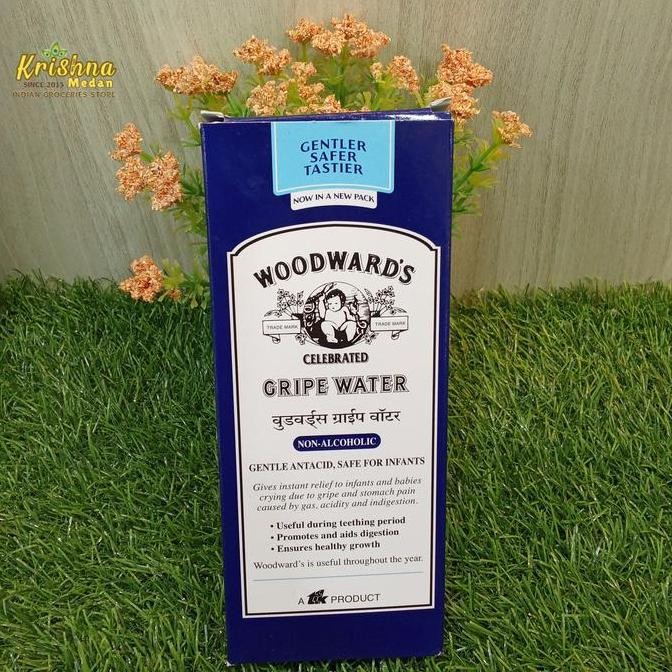 Krishna
Medan
SINCE 2015
INDIAN GROCERIES STORE
GENTLER
SAFER
TASTIER
NOW IN A NEW PACK
WOODWARD'S
TRADE MARK
TRADE MARK
CELEBRATED
GRIPE WATER
वुडवर्ड्स ग्राईप वॉटर
NON-ALCOHOLIC
GENTLE ANTACID, SAFE FOR INFANTS
Gives instant relief to infants and babies
crying due to gripe and stomach pain
caused by gas, acidity and indigestion.
• Useful during teething period
• Promotes and aids digestion
• Ensures healthy growth
Woodward's is useful throughout the year.
A PRODUCT